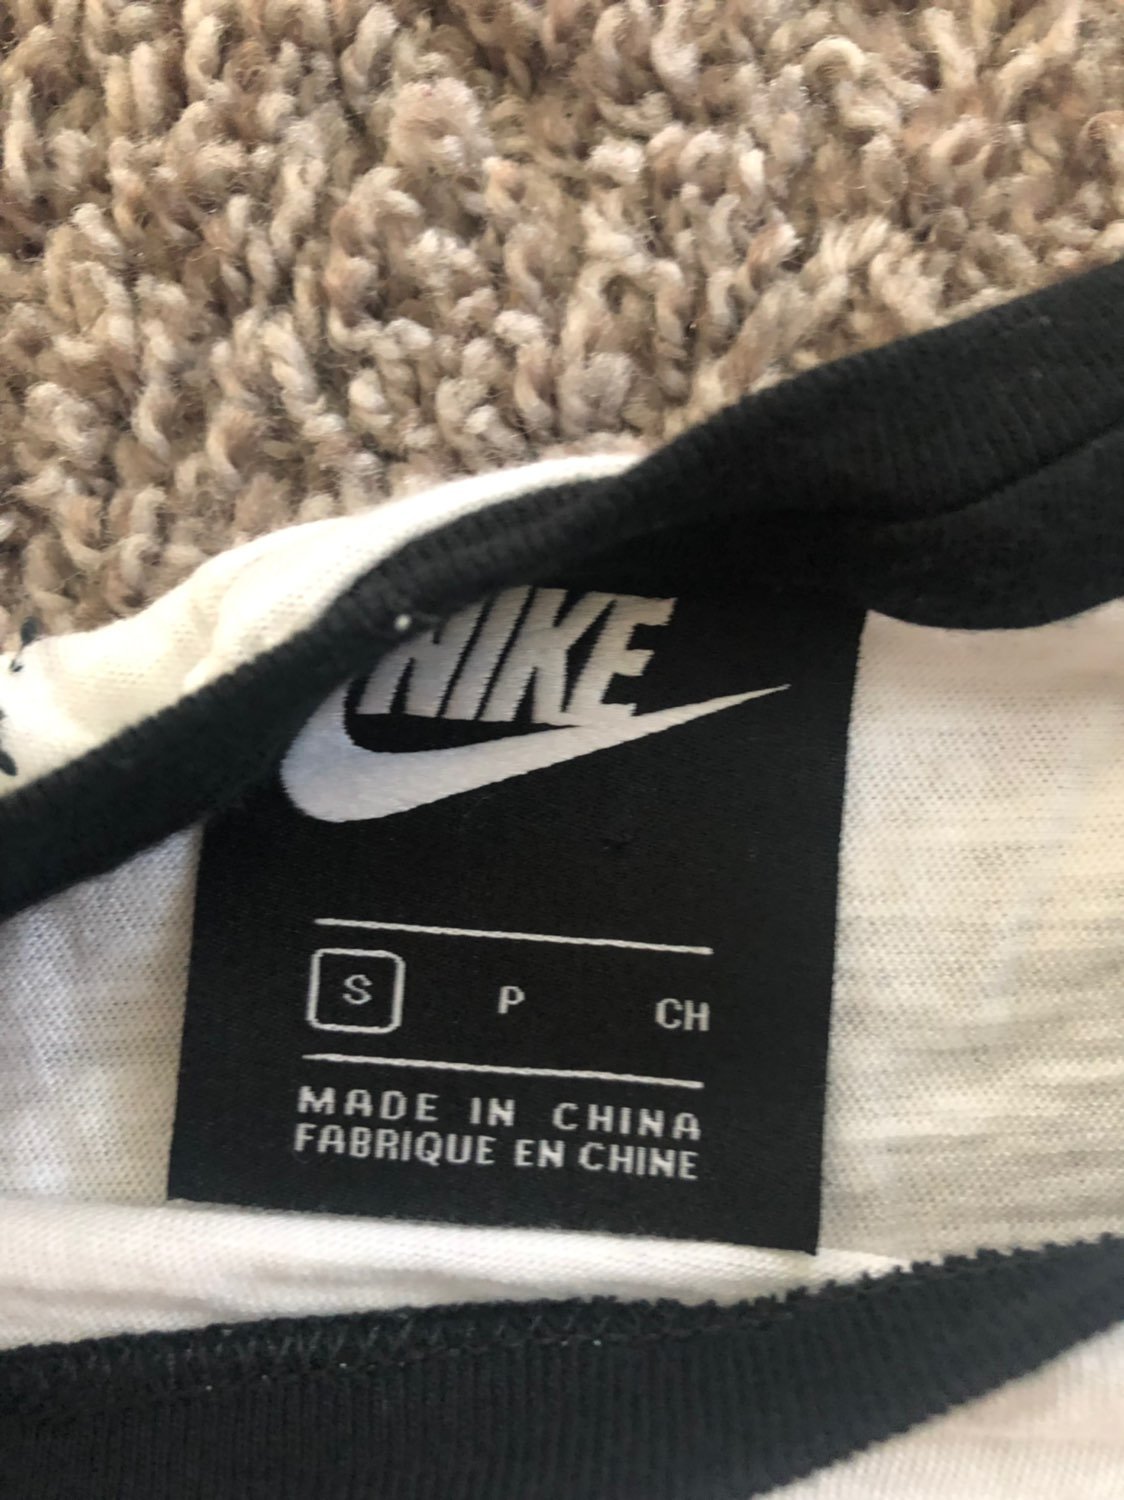 NIKE
S P CH
MADE IN CHINA
FABRIQUE EN CHINE